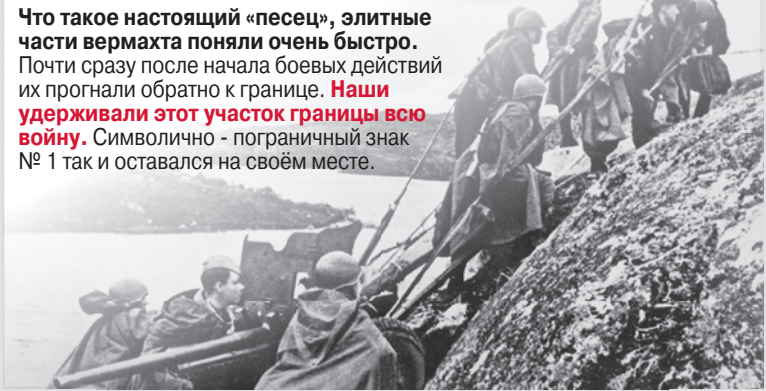 Что такое настоящий «песец», элитные
части вермахта поняли очень быстро.
Почти сразу после начала боевых действий
их прогнали обратно к границе. Наши
удерживали этот участок границы всю
войну. Символично - пограничный знак
№ 1 так и оставался на своём месте.